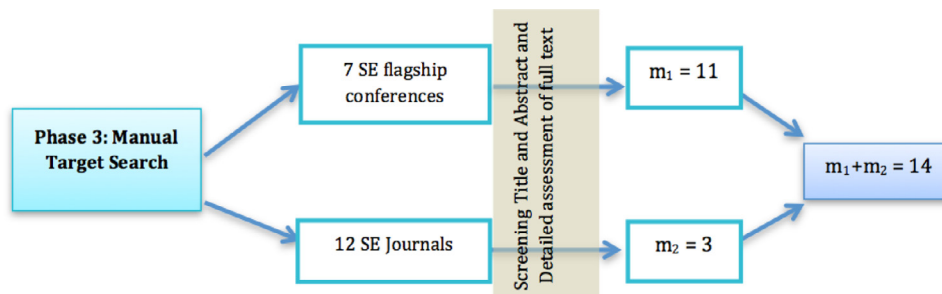 Phase 3: Manual
Target Search
7 SE flagship
conferences
12 SE Journals
Screening Title and Abstract and
Detailed assessment of full text
m₁ = 11
m₂ = 3
m₁+m₂ = 14